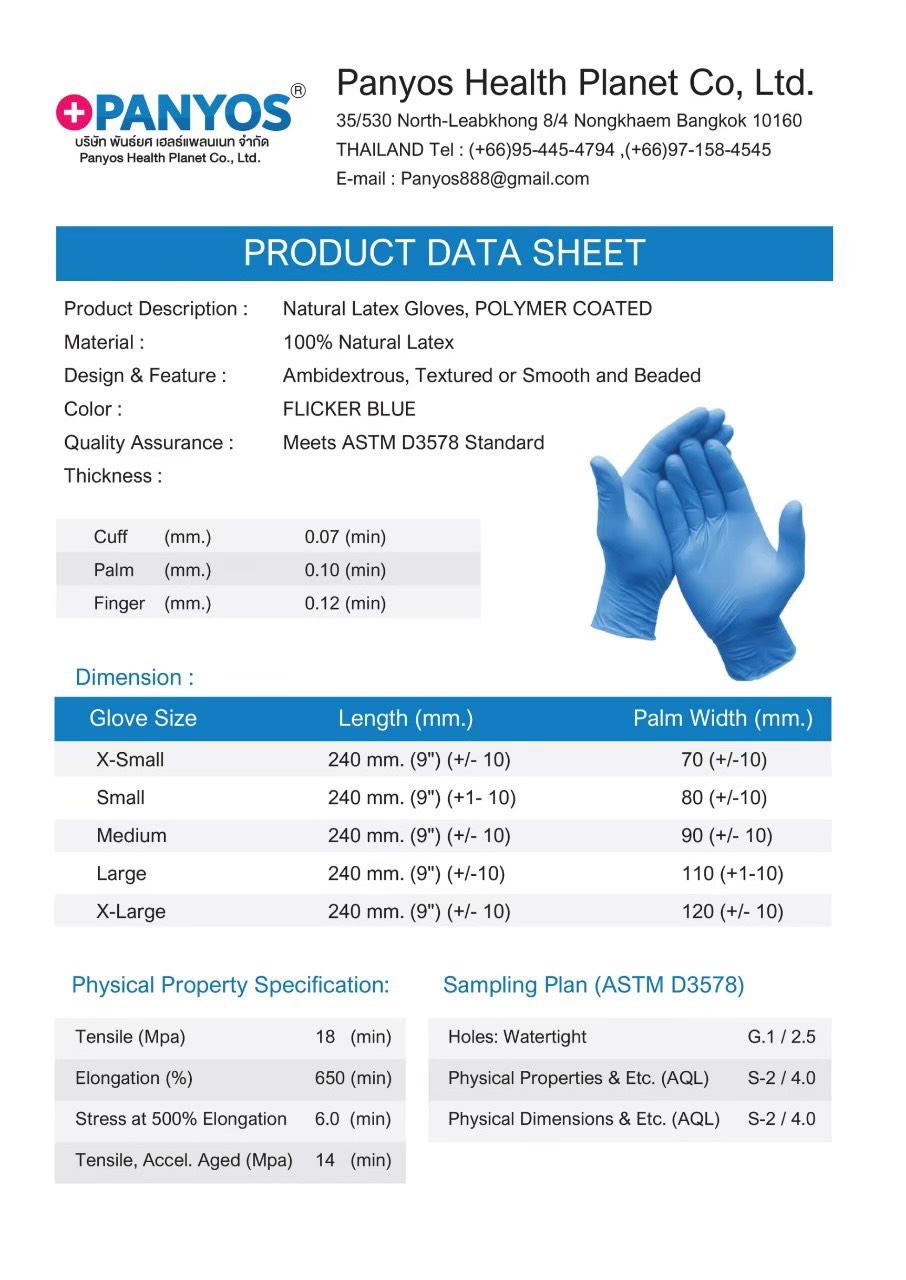 PANYOS®
บริษัท พันธ์ยศ เฮลธ์แพลนเนท จำกัด
Panyos Health Planet Co., Ltd.
Panyos Health Planet Co, Ltd.
35/530 North-Leabkhong 8/4 Nongkhaem Bangkok 10160
THAILAND Tel : (+66)95-445-4794 ,(+66)97-158-4545
E-mail : Panyos888@gmail.com
PRODUCT DATA SHEET
Product Description : Natural Latex Gloves, POLYMER COATED
Material : 100% Natural Latex
Design & Feature : Ambidextrous, Textured or Smooth and Beaded
Color : FLICKER BLUE
Quality Assurance : Meets ASTM D3578 Standard
Thickness :
Cuff (mm.) 0.07 (min)
Palm (mm.) 0.10 (min)
Finger (mm.) 0.12 (min)
Dimension :
Glove Size Length (mm.) Palm Width (mm.)
X-Small 240 mm. (9") (+/- 10) 70 (+/-10)
Small 240 mm. (9") (+1- 10) 80 (+/-10)
Medium 240 mm. (9") (+/- 10) 90 (+/- 10)
Large 240 mm. (9") (+/-10) 110 (+1-10)
X-Large 240 mm. (9") (+/- 10) 120 (+/- 10)
Physical Property Specification:
Tensile (Mpa) 18 (min)
Elongation (%) 650 (min)
Stress at 500% Elongation 6.0 (min)
Tensile, Accel. Aged (Mpa) 14 (min)
Sampling Plan (ASTM D3578)
Holes: Watertight G.1 / 2.5
Physical Properties & Etc. (AQL) S-2 / 4.0
Physical Dimensions & Etc. (AQL) S-2 / 4.0